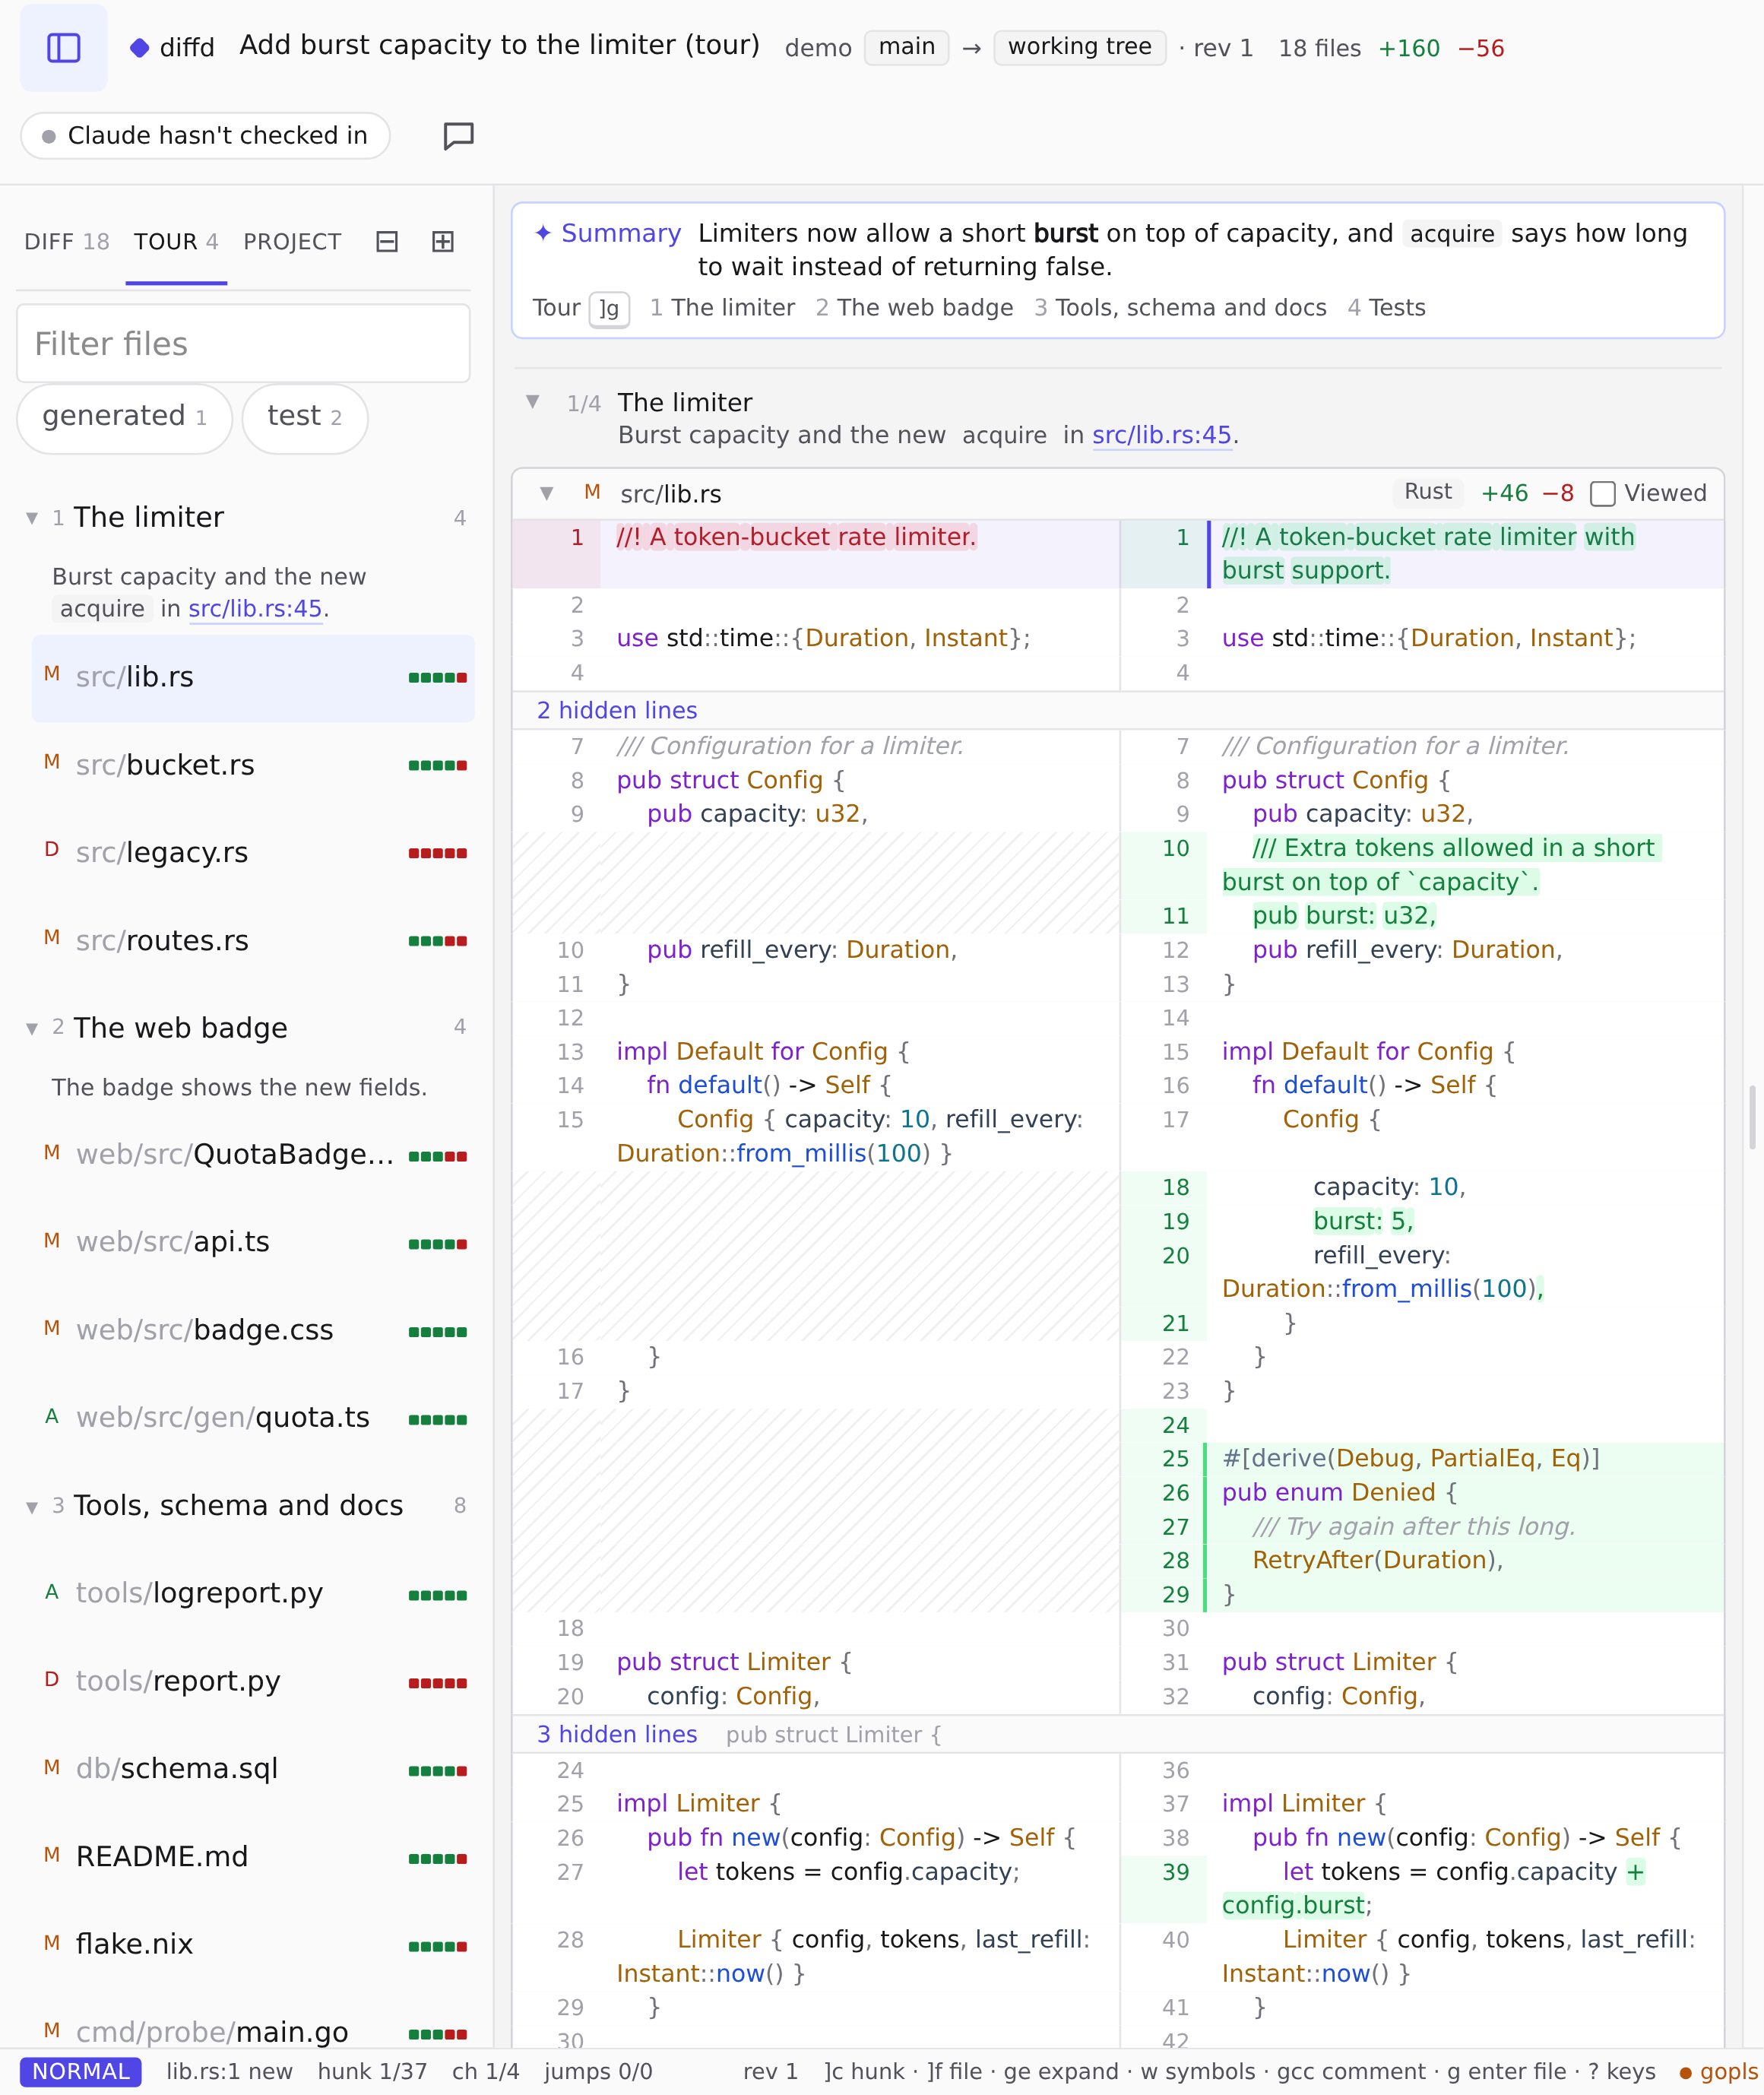 diffd Add burst capacity to the limiter (tour) demo main → working tree · rev 1 18 files +160 −56
Claude hasn't checked in
DIFF 18 TOUR 4 PROJECT
Filter files
generated 1 test 2
▼ 1 The limiter 4
Burst capacity and the new
acquire in src/lib.rs:45.
M src/lib.rs
M src/bucket.rs
D src/legacy.rs
M src/routes.rs
▼ 2 The web badge 4
The badge shows the new fields.
M web/src/QuotaBadge…
M web/src/api.ts
M web/src/badge.css
A web/src/gen/quota.ts
▼ 3 Tools, schema and docs 8
A tools/logreport.py
D tools/report.py
M db/schema.sql
M README.md
M flake.nix
M cmd/probe/main.go
✦ Summary Limiters now allow a short burst on top of capacity, and acquire says how long
to wait instead of returning false.
Tour ]g 1 The limiter 2 The web badge 3 Tools, schema and docs 4 Tests
▼ 1/4 The limiter
Burst capacity and the new acquire in src/lib.rs:45.
▼ M src/lib.rs Rust +46 −8 Viewed
1 //! A token-bucket rate limiter. 1 //! A token-bucket rate limiter with
burst support.
2 2
3 use std::time::{Duration, Instant}; 3 use std::time::{Duration, Instant};
4 4
2 hidden lines
7 /// Configuration for a limiter. 7 /// Configuration for a limiter.
8 pub struct Config { 8 pub struct Config {
9 pub capacity: u32, 9 pub capacity: u32,
10 /// Extra tokens allowed in a short
burst on top of `capacity`.
11 pub burst: u32,
10 pub refill_every: Duration, 12 pub refill_every: Duration,
11 } 13 }
12 14
13 impl Default for Config { 15 impl Default for Config {
14 fn default() -> Self { 16 fn default() -> Self {
15 Config { capacity: 10, refill_every: 17 Config {
Duration::from_millis(100) }
18 capacity: 10,
19 burst: 5,
20 refill_every:
Duration::from_millis(100),
21 }
16 } 22 }
17 } 23 }
24
25 #[derive(Debug, PartialEq, Eq)]
26 pub enum Denied {
27 /// Try again after this long.
28 RetryAfter(Duration),
29 }
18 30
19 pub struct Limiter { 31 pub struct Limiter {
20 config: Config, 32 config: Config,
3 hidden lines pub struct Limiter {
24 36
25 impl Limiter { 37 impl Limiter {
26 pub fn new(config: Config) -> Self { 38 pub fn new(config: Config) -> Self {
27 let tokens = config.capacity; 39 let tokens = config.capacity +
config.burst;
28 Limiter { config, tokens, last_refill: 40 Limiter { config, tokens, last_refill:
Instant::now() } Instant::now() }
29 } 41 }
30 42
NORMAL lib.rs:1 new hunk 1/37 ch 1/4 jumps 0/0 rev 1 ]c hunk · ]f file · ge expand · w symbols · gcc comment · g enter file · ? keys ● gopls